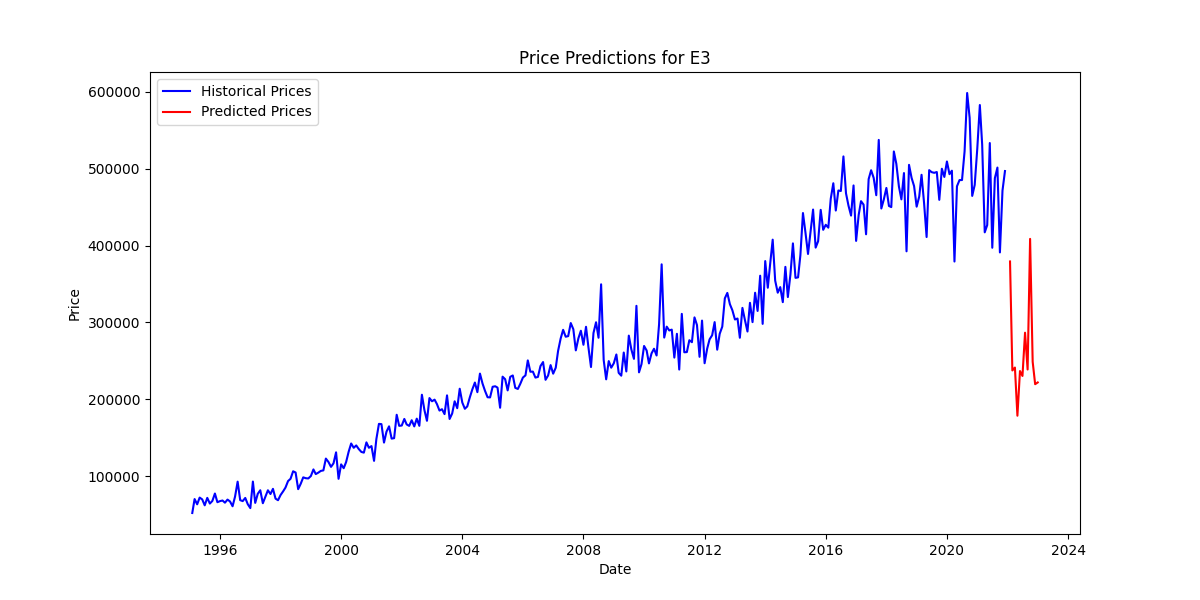 Price Predictions for E3
Historical Prices
Predicted Prices
600000
500000
400000
300000
200000
100000
Price
1996
2000
2004
2008
2012
2016
2020
2024
Date